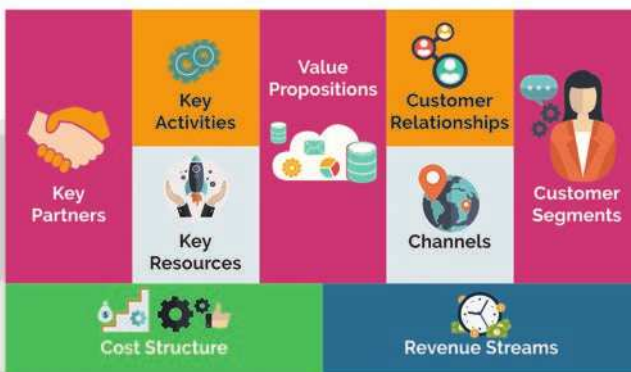 Key
Partners
Key
Activities
Key
Resources
Value
Propositions
Customer
Relationships
Channels
Customer
Segments
Cost Structure
Revenue Streams